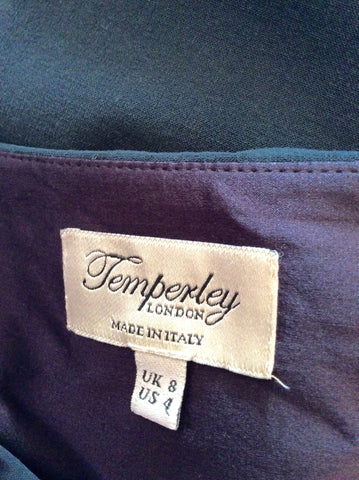 Temperley
LONDON
MADE IN ITALY
UK 8
US 4